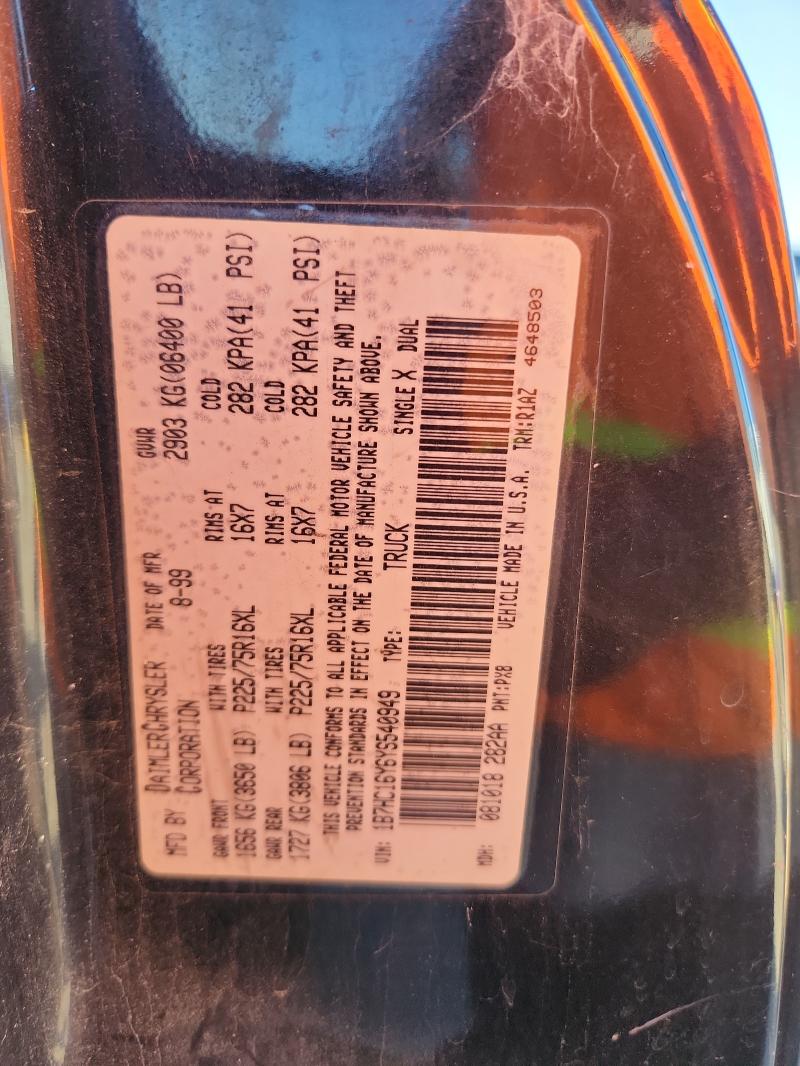 MFD BY DAIMLERCHRYSLER CORPORATION DATE OF MFR 8-99 GVWR 2903 KG(06400 LB)
GAWR FRONT WITH TIRES RIMS AT COLD
1656 KG(3650 LB) P225/75R16XL 16X7 282 KPA(41 PSI)
GAWR REAR WITH TIRES RIMS AT COLD
1727 KG(3806 LB) P225/75R16XL 16X7 282 KPA(41 PSI)
THIS VEHICLE CONFORMS TO ALL APPLICABLE FEDERAL MOTOR VEHICLE SAFETY AND THEFT
PREVENTION STANDARDS IN EFFECT ON THE DATE OF MANUFACTURE SHOWN ABOVE.
VIN: 1B7HC16Y6YS540949 TYPE: TRUCK SINGLE X DUAL
MDH: 081018 282AA PNT:PX8 VEHICLE MADE IN U.S.A. TRM:R1AZ 4648503